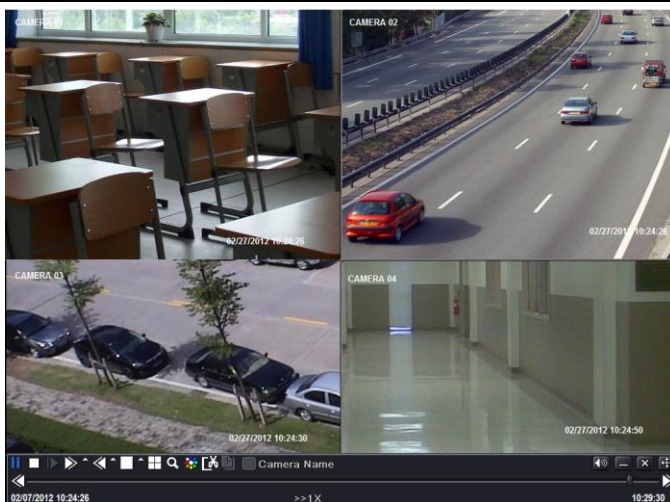 CAMERA 01
CAMERA 02
02/27/2012 10:24:26
02/27/2012 10:24:26
CAMERA 03
CAMERA 04
02/27/2012 10:24:30
02/27/2012 10:24:50
Camera Name
02/07/2012 10:24:26
>>1X
10:29:30